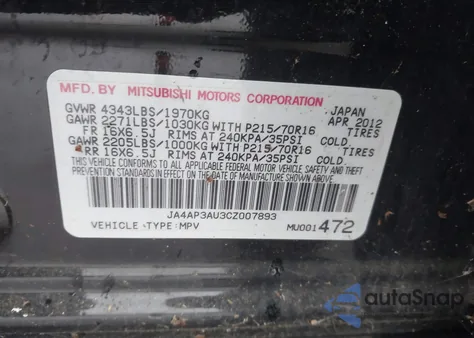 MFD. BY MITSUBISHI MOTORS CORPORATION
GVWR 4343LBS/1970KG JAPAN
GAWR 2271LBS/1030KG WITH P215/70R16 APR 2012
FR 16X6.5J RIMS AT 240KPA/35PSI COLD TIRES
GAWR 2205LBS/1000KG WITH P215/70R16
RR 16X6.5J RIMS AT 240KPA/35PSI COLD
THIS VEHICLE CONFORMS TO ALL APPLICABLE FEDERAL MOTOR VEHICLE SAFETY AND THEFT
PREVENTION STANDARDS IN EFFECT ON THE DATE OF MANUFACTURE SHOWN ABOVE.
JA4AP3AU3CZ007893
VEHICLE TYPE:MPV MU001472
autoSnap